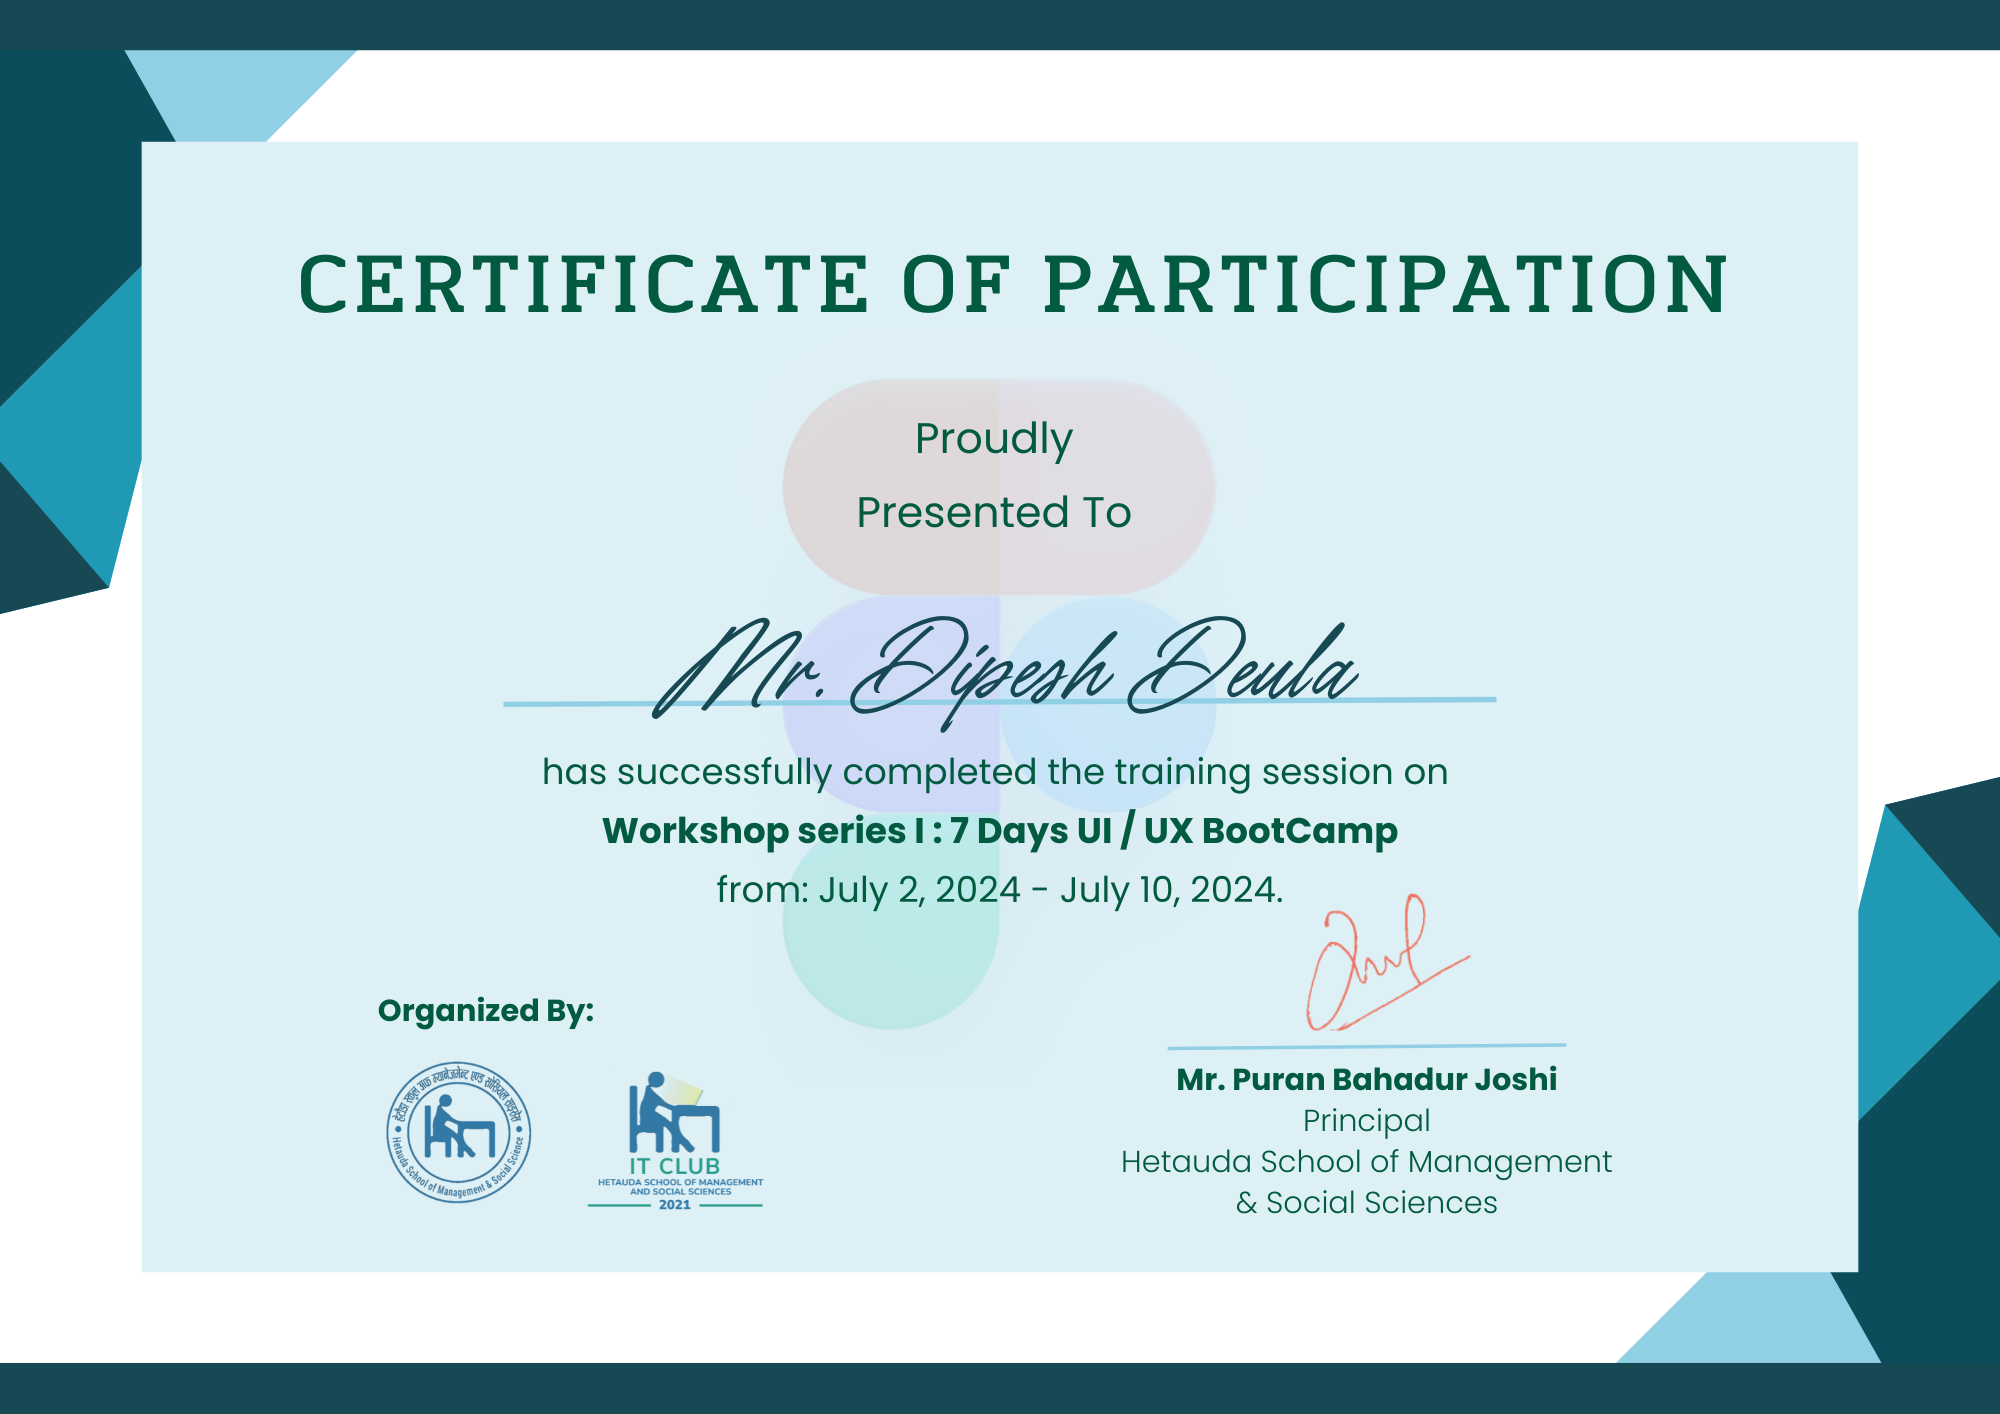 CERTIFICATE OF PARTICIPATION
Proudly
Presented To
Mr. Dipesh Deula
has successfully completed the training session on
Workshop series I : 7 Days UI / UX BootCamp
from: July 2, 2024 - July 10, 2024.
Organized By:
हेटौडा स्कूल अफ म्यानेजमेन्ट एण्ड सोसियल साइन्सेस
Hetauda School of Management & Social Science
IT CLUB
HETAUDA SCHOOL OF MANAGEMENT
AND SOCIAL SCIENCES
2021
Mr. Puran Bahadur Joshi
Principal
Hetauda School of Management
& Social Sciences